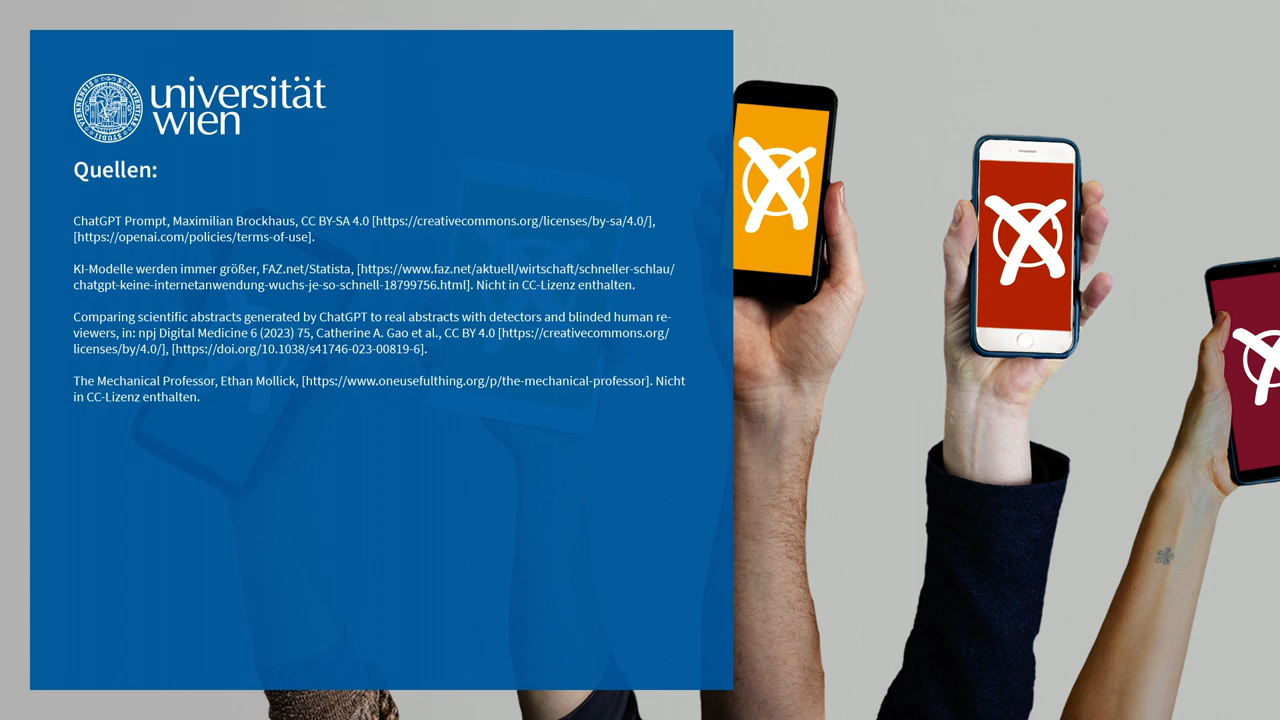 universität
wien
Quellen:
ChatGPT Prompt, Maximilian Brockhaus, CC BY-SA 4.0 [https://creativecommons.org/licenses/by-sa/4.0/],
[https://openai.com/policies/terms-of-use].
KI-Modelle werden immer größer, FAZ.net/Statista, [https://www.faz.net/aktuell/wirtschaft/schneller-schlau/
chatgpt-keine-internetanwendung-wuchs-je-so-schnell-18799756.html]. Nicht in CC-Lizenz enthalten.
Comparing scientific abstracts generated by ChatGPT to real abstracts with detectors and blinded human re-
viewers, in: npj Digital Medicine 6 (2023) 75, Catherine A. Gao et al., CC BY 4.0 [https://creativecommons.org/
licenses/by/4.0/], [https://doi.org/10.1038/s41746-023-00819-6].
The Mechanical Professor, Ethan Mollick, [https://www.oneusefulthing.org/p/the-mechanical-professor]. Nicht
in CC-Lizenz enthalten.